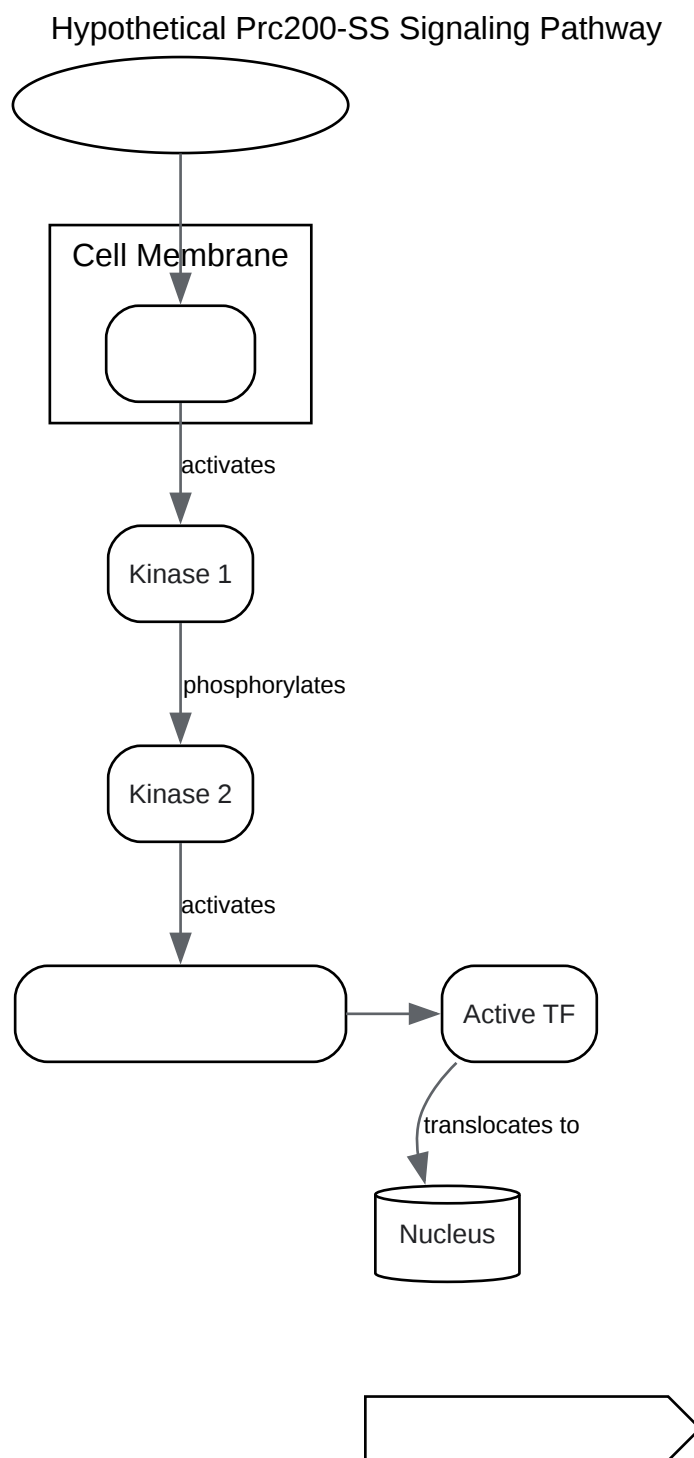 Hypothetical Prc200-SS Signaling Pathway
Cell Membrane
activates
Kinase 1
phosphorylates
Kinase 2
activates
Active TF
translocates to
Nucleus